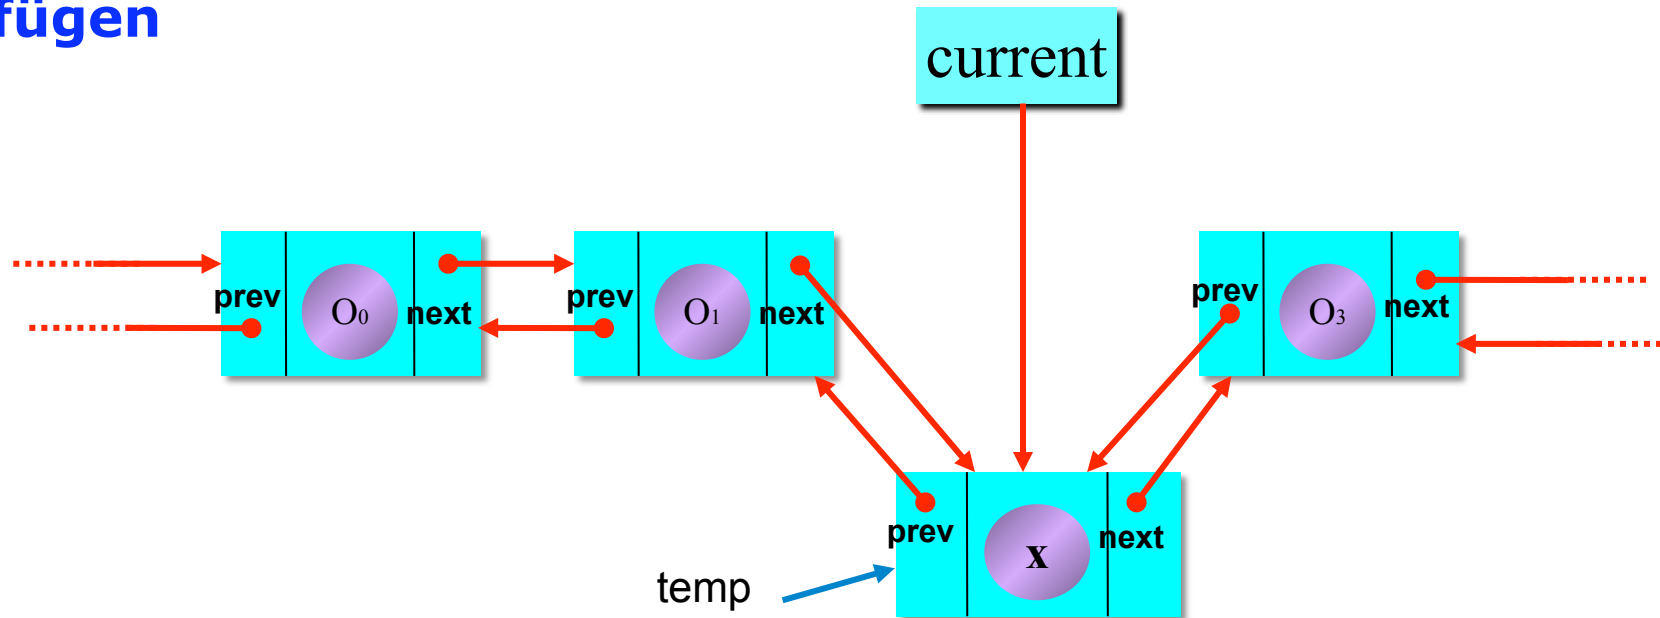 fügen
current
prev O0 next
prev O1 next
prev O3 next
prev x next
temp